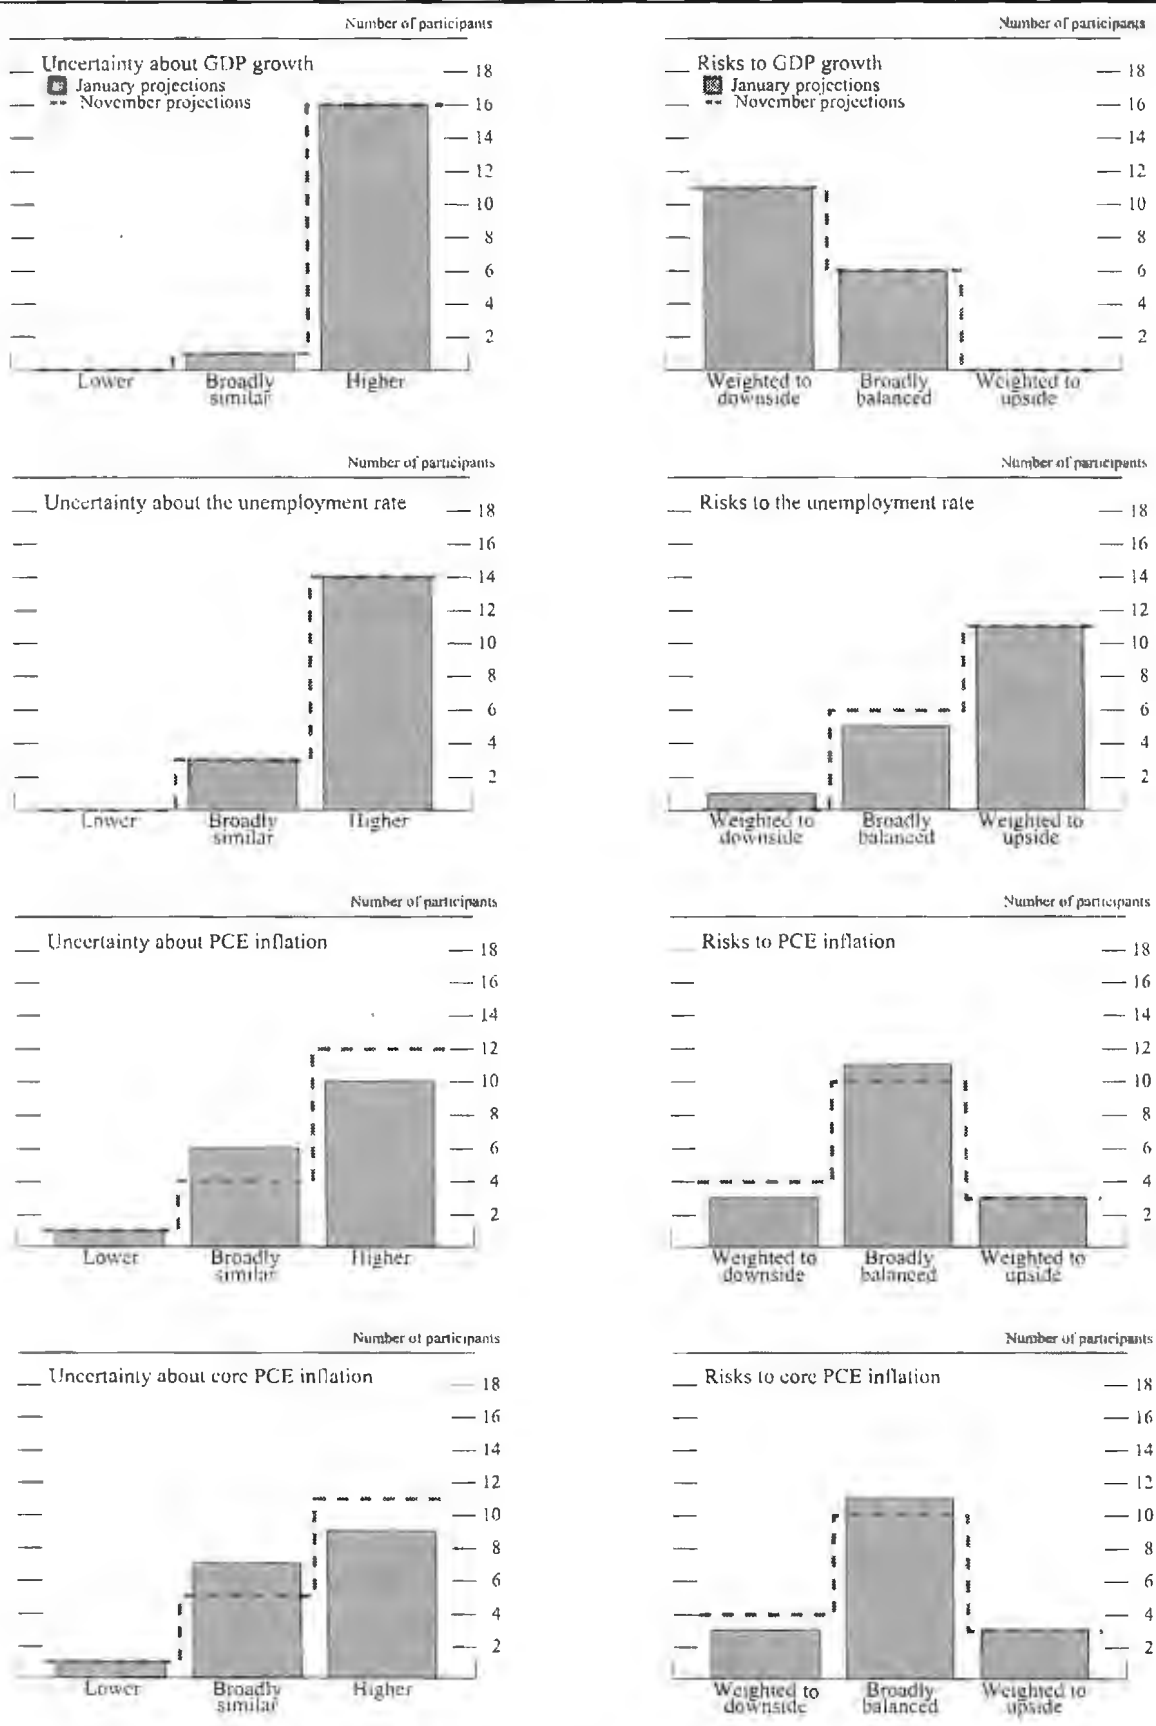 Number of participants
Uncertainty about GDP growth
January projections
November projections
18
16
14
12
10
8
6
4
2
Lower
Broadly
similar
Higher
Number of participants
Risks to GDP growth
January projections
November projections
18
16
14
12
10
8
6
4
2
Weighted to
downside
Broadly
balanced
Weighted to
upside
Number of participants
Uncertainty about the unemployment rate
18
16
14
12
10
8
6
4
2
Lower
Broadly
similar
Higher
Number of participants
Risks to the unemployment rate
18
16
14
12
10
8
6
4
2
Weighted to
downside
Broadly
balanced
Weighted to
upside
Number of participants
Uncertainty about PCE inflation
18
16
14
12
10
8
6
4
2
Lower
Broadly
similar
Higher
Number of participants
Risks to PCE inflation
18
16
14
12
10
8
6
4
2
Weighted to
downside
Broadly
balanced
Weighted to
upside
Number of participants
Uncertainty about core PCE inflation
18
16
14
12
10
8
6
4
2
Lower
Broadly
similar
Higher
Number of participants
Risks to core PCE inflation
18
16
14
12
10
8
6
4
2
Weighted to
downside
Broadly
balanced
Weighted to
upside